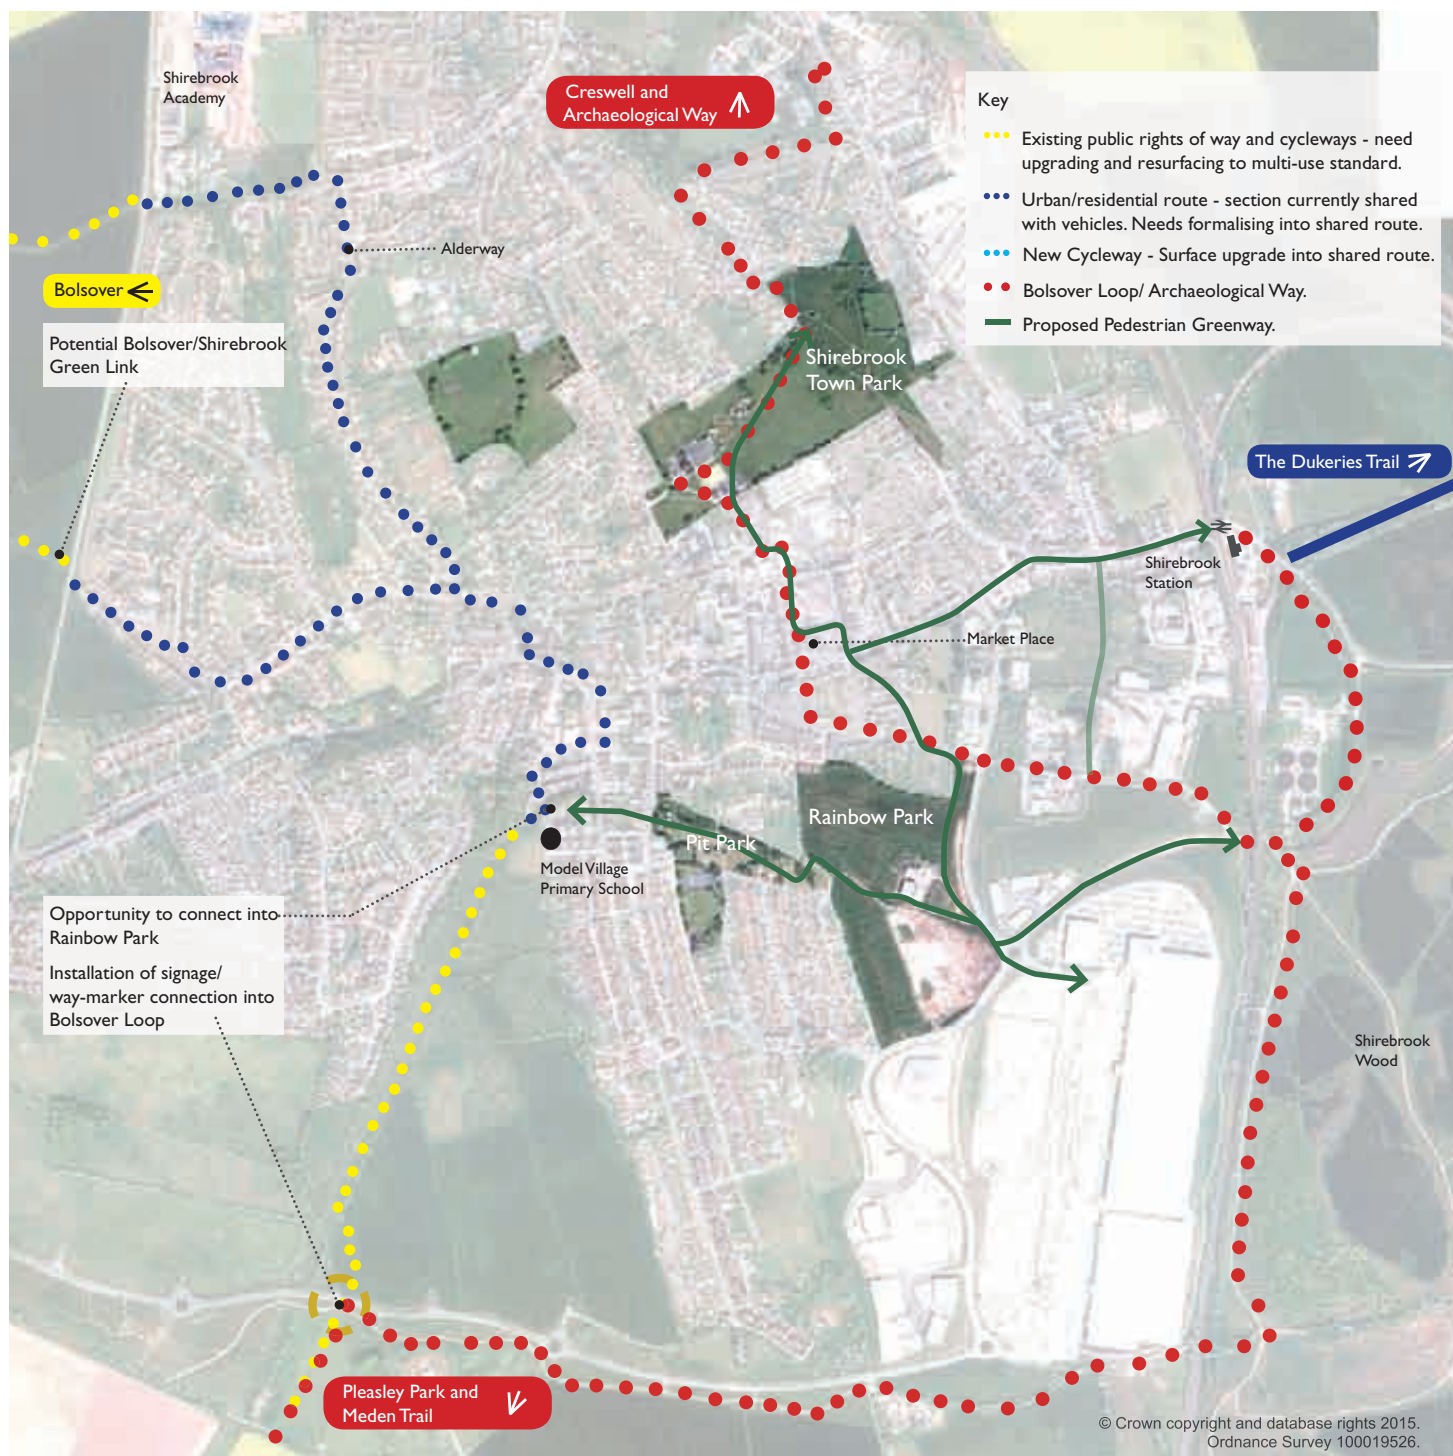 Shirebrook
Academy
Creswell and
Archaeological Way
Key
Existing public rights of way and cycleways - need
upgrading and resurfacing to multi-use standard.
Urban/residential route - section currently shared
with vehicles. Needs formalising into shared route.
New Cycleway - Surface upgrade into shared route.
Bolsover Loop/ Archaeological Way.
Proposed Pedestrian Greenway.
Alderway
Bolsover
Potential Bolsover/Shirebrook
Green Link
Shirebrook
Town Park
The Dukeries Trail
Shirebrook
Station
Market Place
Rainbow Park
Pit Park
Model Village
Primary School
Opportunity to connect into
Rainbow Park
Installation of signage/
way-marker connection into
Bolsover Loop
Shirebrook
Wood
Pleasley Park and
Meden Trail
© Crown copyright and database rights 2015.
Ordnance Survey 100019526.